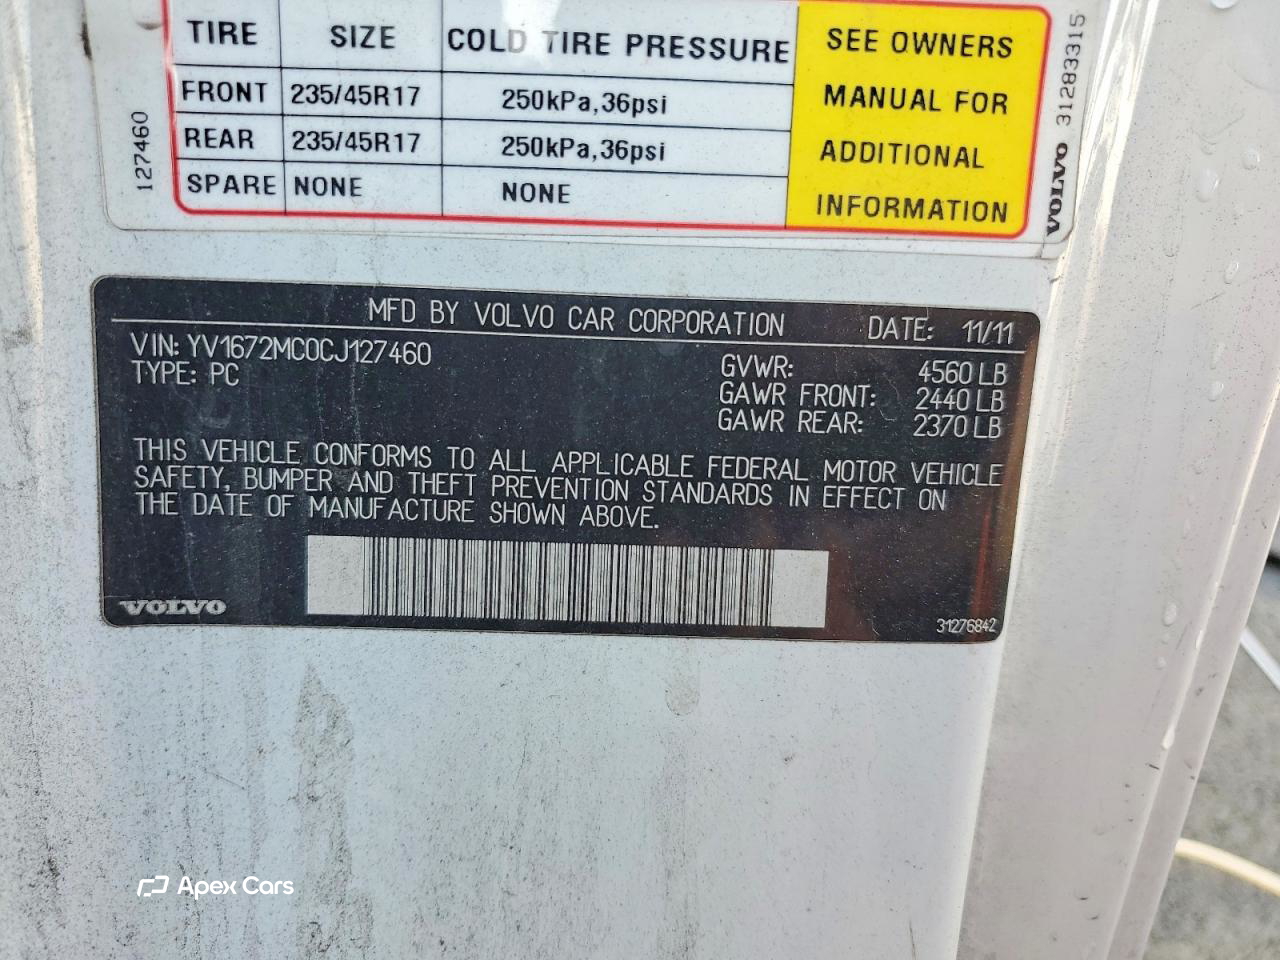 TIRE SIZE COLD TIRE PRESSURE
FRONT 235/45R17 250kPa,36psi
REAR 235/45R17 250kPa,36psi
SPARE NONE NONE
SEE OWNERS
MANUAL FOR
ADDITIONAL
INFORMATION
127460
VOLVO 31283315
MFD BY VOLVO CAR CORPORATION DATE: 11/11
VIN: YV1672MC0CJ127460
TYPE: PC
GVWR: 4560 LB
GAWR FRONT: 2440 LB
GAWR REAR: 2370 LB
THIS VEHICLE CONFORMS TO ALL APPLICABLE FEDERAL MOTOR VEHICLE
SAFETY, BUMPER AND THEFT PREVENTION STANDARDS IN EFFECT ON
THE DATE OF MANUFACTURE SHOWN ABOVE.
VOLVO
31276842
Apex Cars